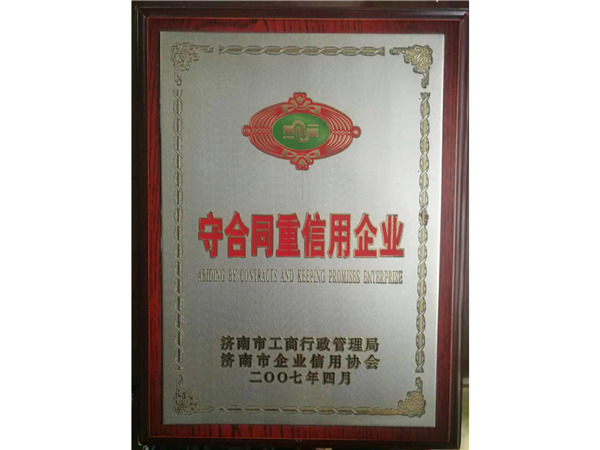 守合同重信用企业
ABIDING BY CONTRACTS AND KEEPING PROMISES ENTERPRISE
济南市工商行政管理局
济南市企业信用协会
二〇〇七年四月